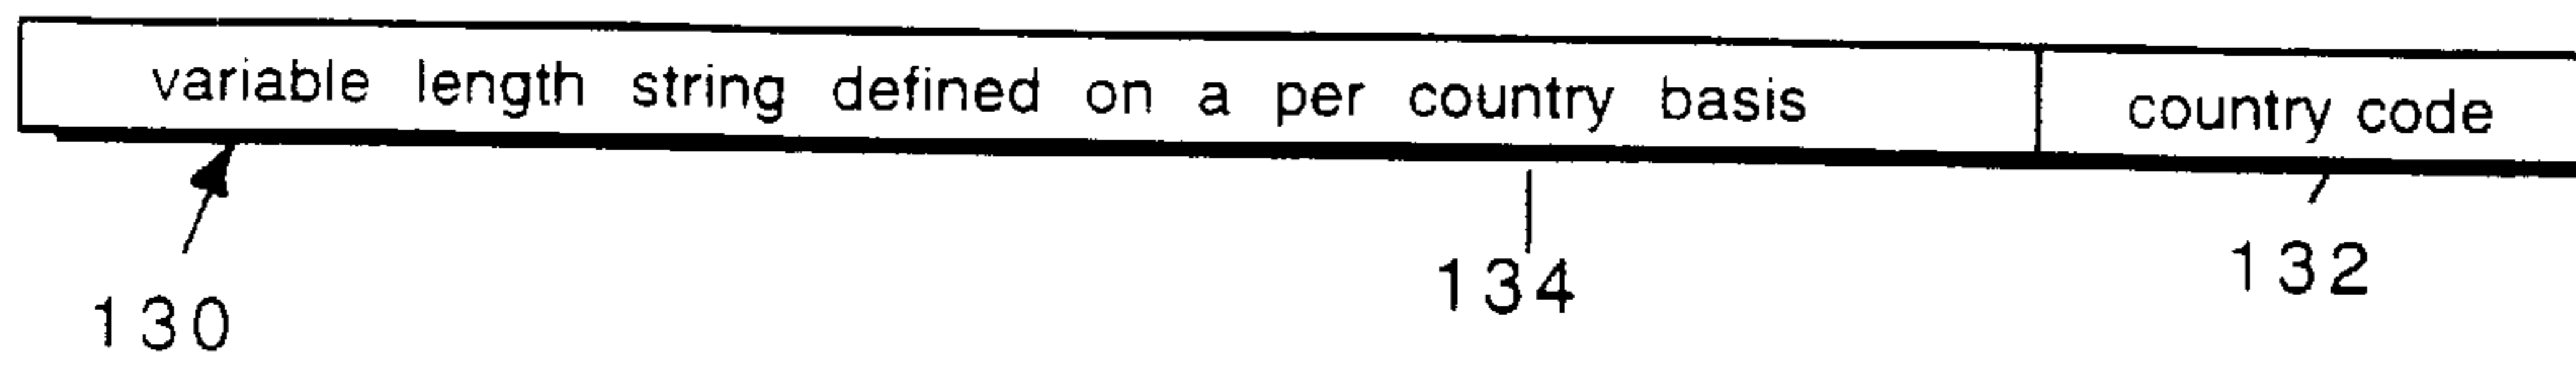 variable length string defined on a per country basis country code
134 132
130